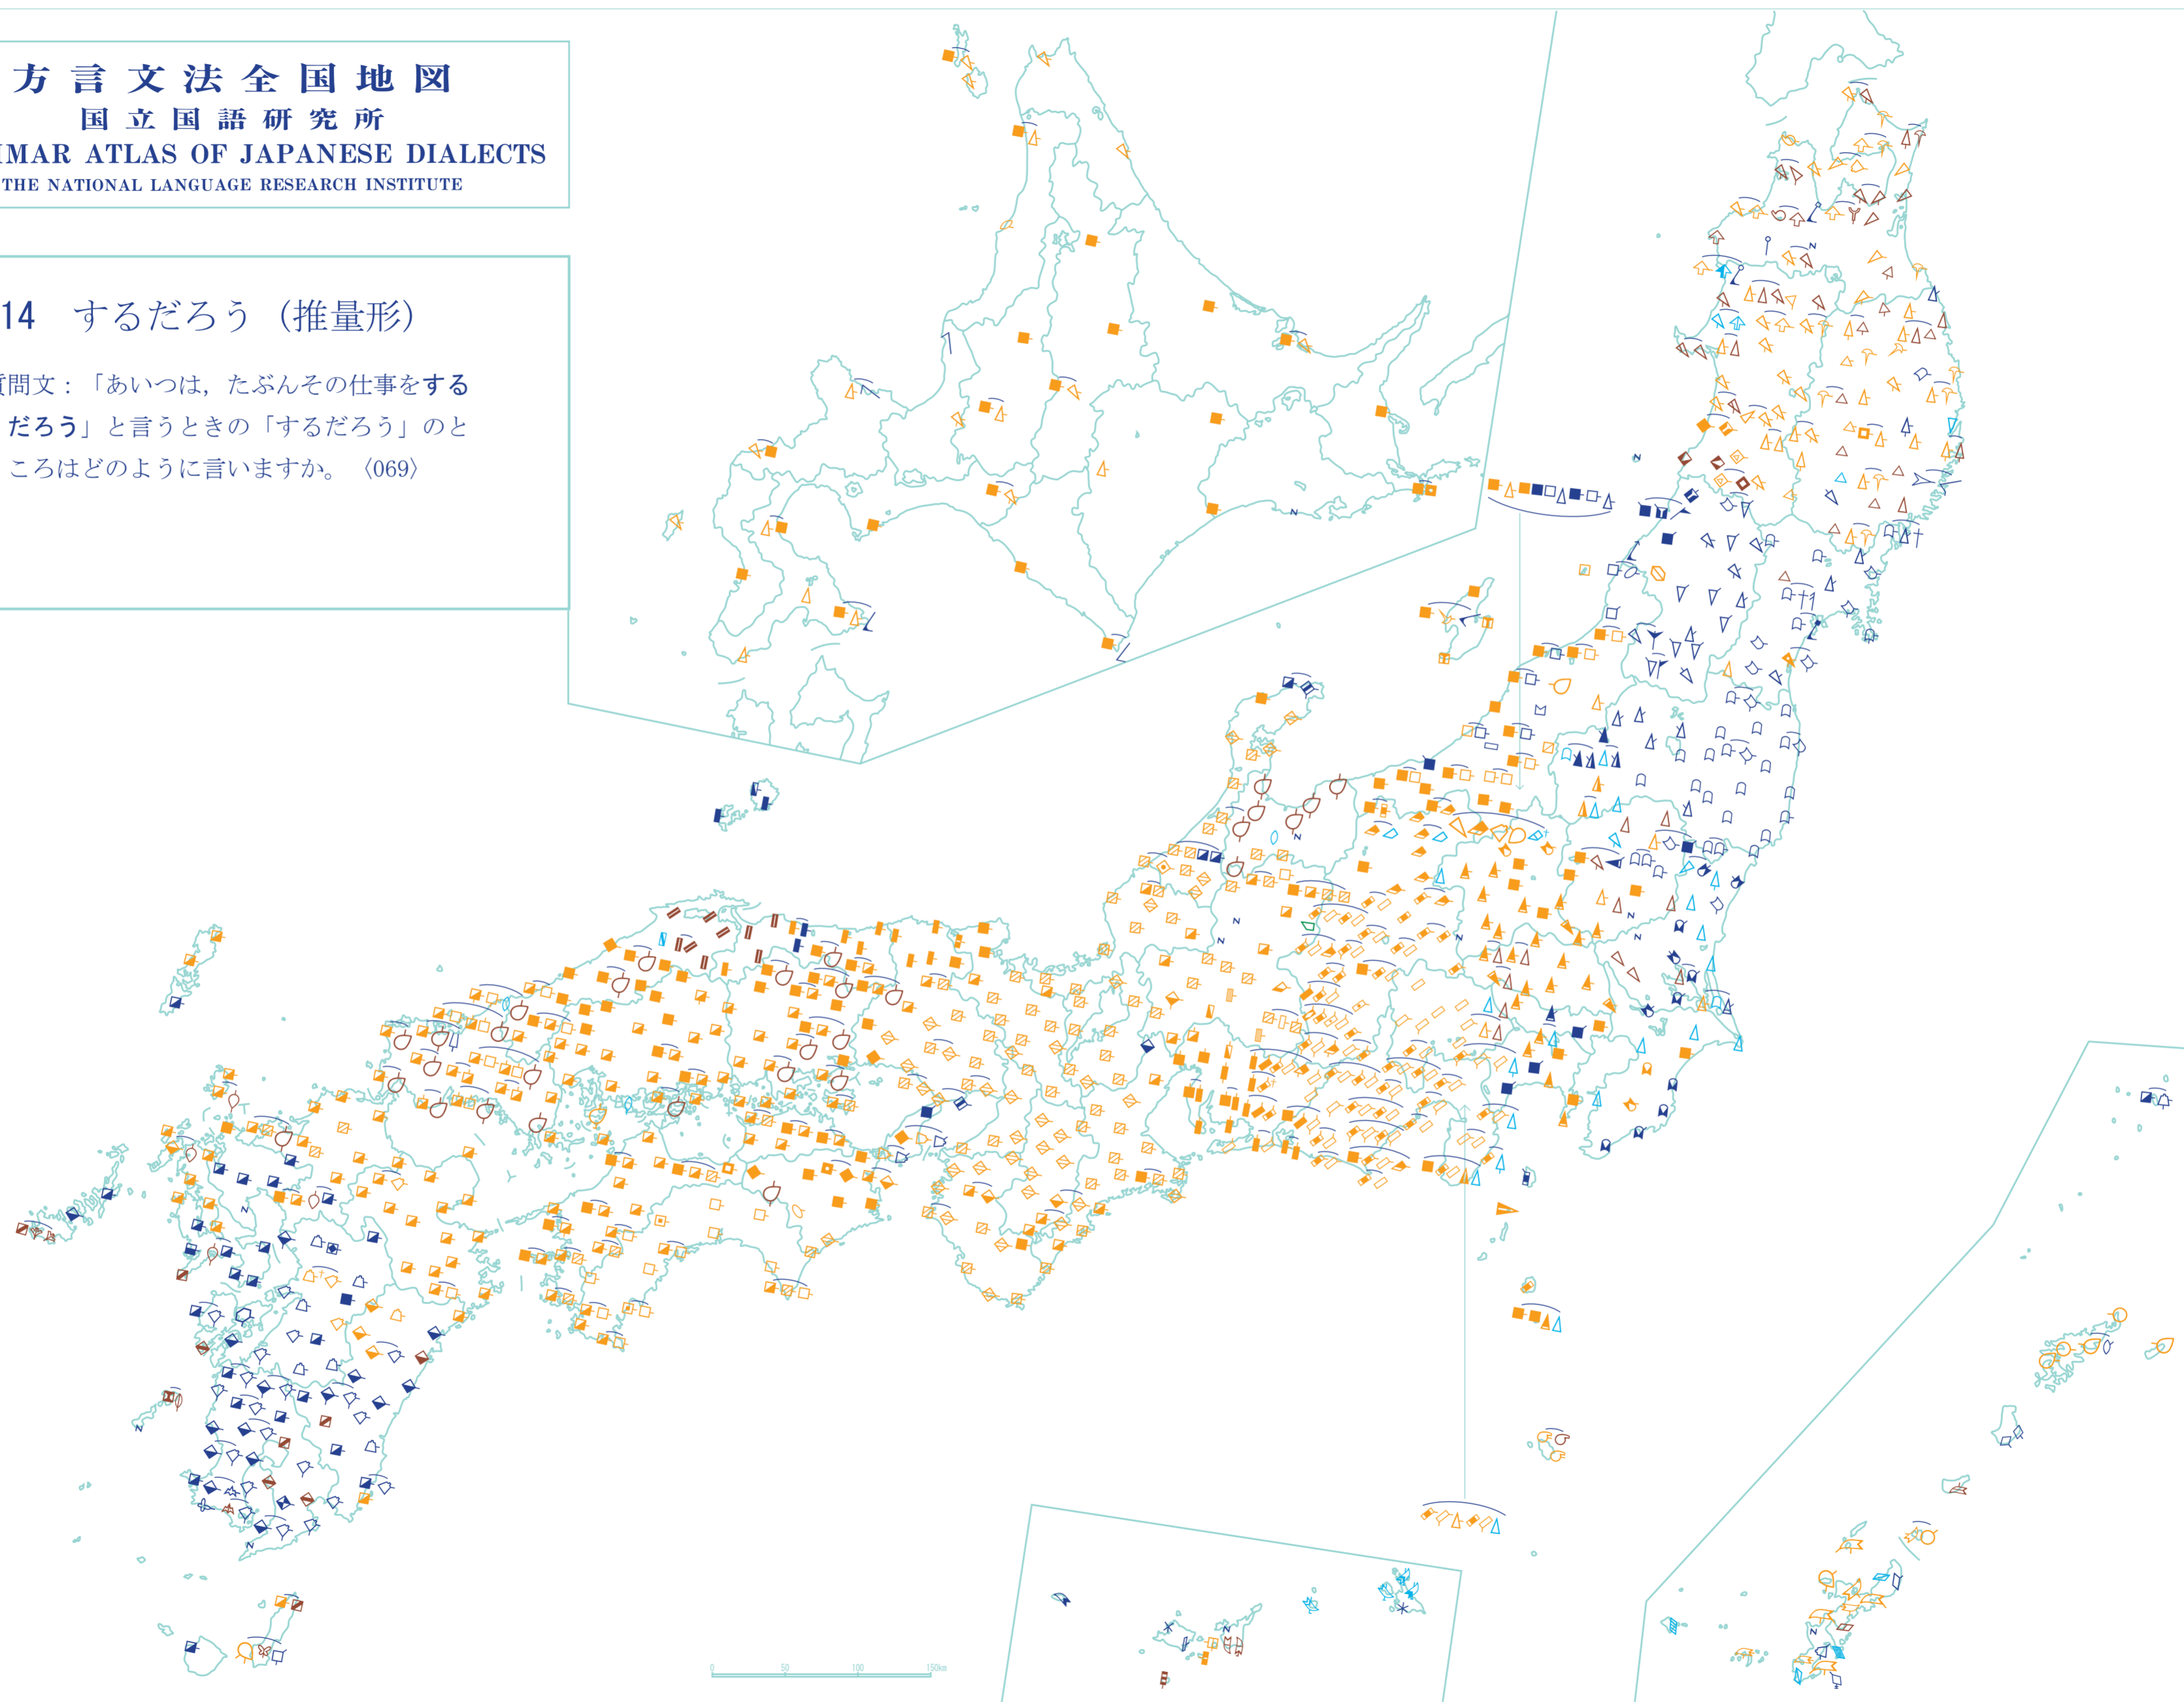 方言文法全国地図
国立国語研究所
MAR ATLAS OF JAPANESE DIALECTS
THE NATIONAL LANGUAGE RESEARCH INSTITUTE
14 するだろう（推量形）
質問文：「あいつは，たぶんその仕事をする
だろう」と言うときの「するだろう」のと
ころはどのように言いますか。〈069〉
0 50 100 150km